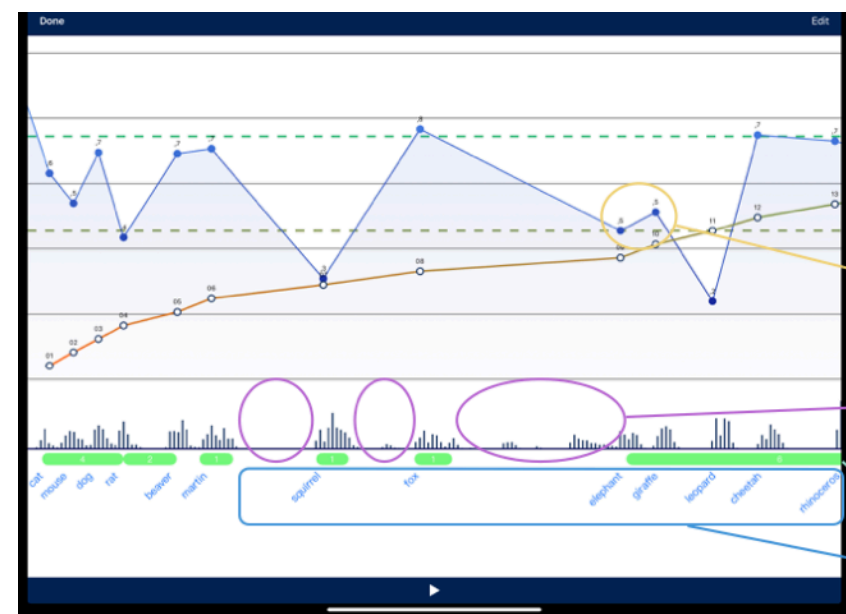 Done
Edit
,8
,7
,7
,7
,7
,7
,6
,5
,5
,5
,3
13
12
11
10
08
06
05
04
03
02
01
4
2
1
1
1
6
cat
mouse
dog
rat
beaver
martin
squirrel
fox
elephant
giraffe
leopard
cheetah
rhinoceros